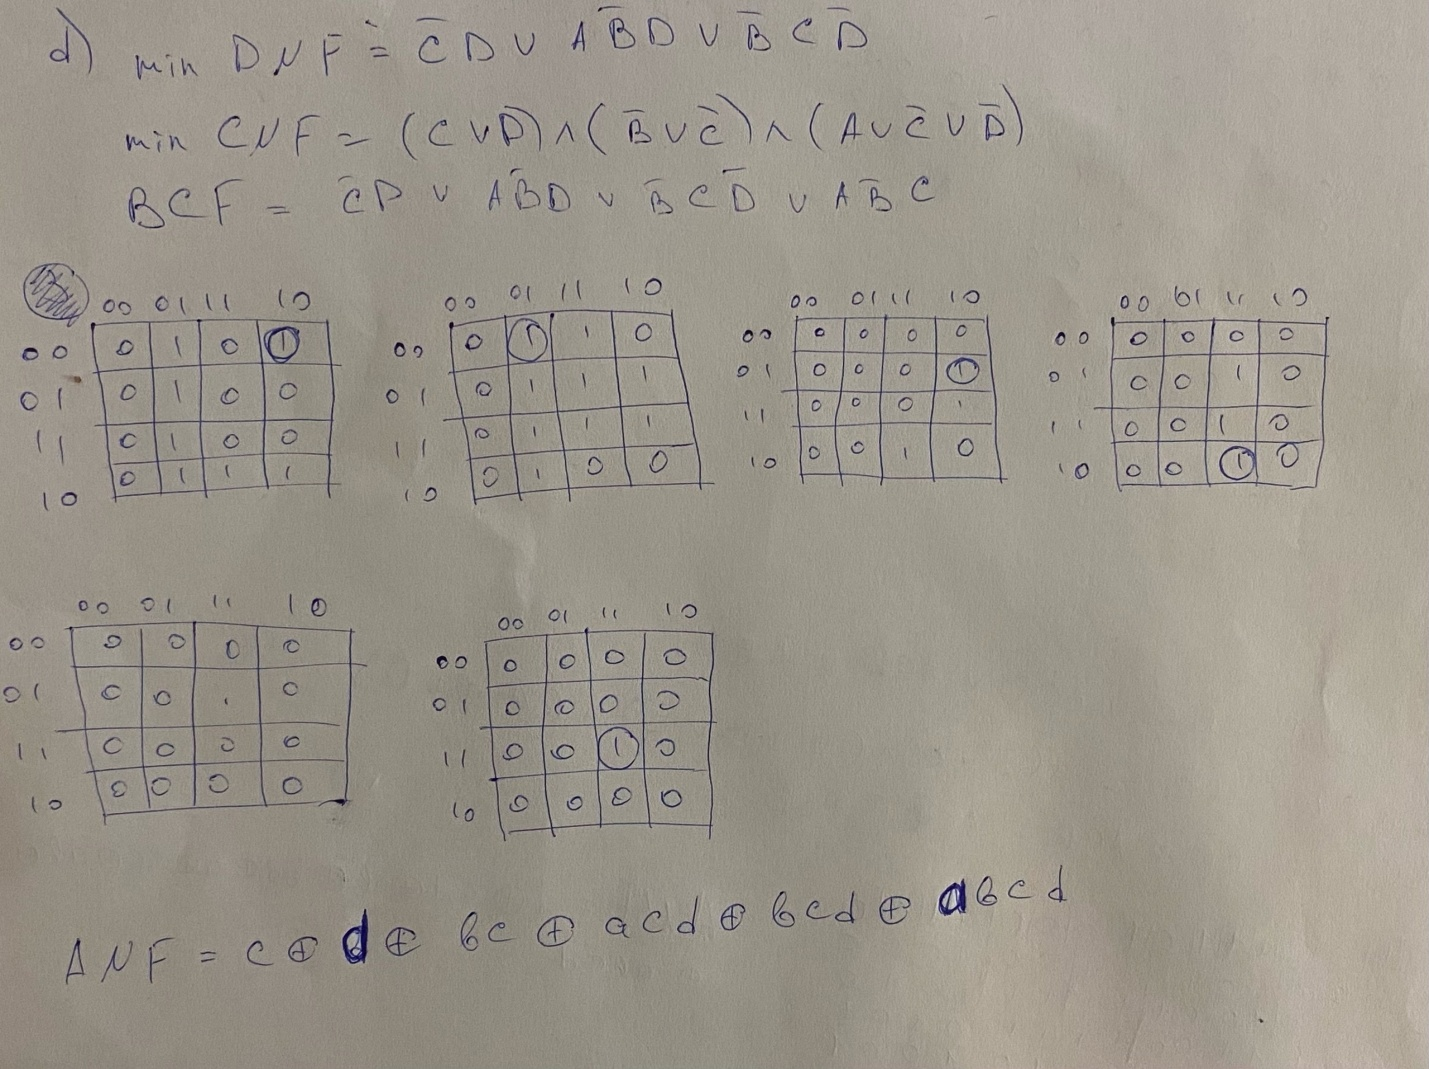 d) min DNF = C̄ D ∨ A B̄ D ∨ B̄ C D̄
min CNF = (C ∨ D) ∧ (B̄ ∨ C̄) ∧ (A ∨ C̄ ∨ D̄)
BCF = C̄ D ∨ A B̄ D ∨ B̄ C D̄ ∨ A B̄ C
00 01 11 10 00 01 11 10 00 01 11 10 00 01 11 10
00 0 1 0 1 00 0 1 1 0 00 0 0 0 0 00 0 0 0 0
01 0 1 0 0 01 0 1 1 1 01 0 0 0 1 01 0 0 1 0
11 0 1 0 0 11 0 1 1 1 11 0 0 0 1 11 0 0 1 0
10 0 1 1 1 10 0 1 0 0 10 0 0 1 0 10 0 0 1 0
00 01 11 10 00 01 11 10
00 0 0 0 0 00 0 0 0 0
01 0 0 1 0 01 0 0 0 0
11 0 0 0 0 11 0 0 1 0
10 0 0 0 0 10 0 0 0 0
ANF = c ⊕ d ⊕ bc ⊕ acd ⊕ bcd ⊕ abcd